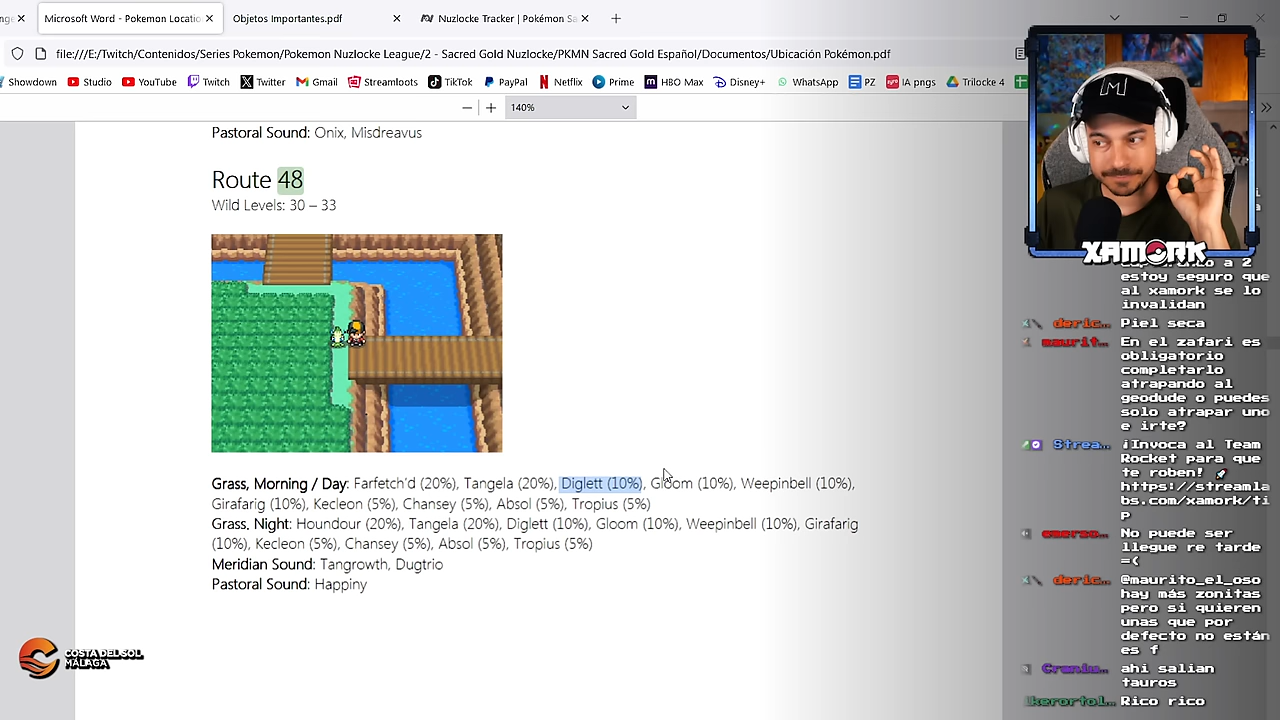 Microsoft Word - Pokemon Locatio
Objetos Importantes.pdf
Nuzlocke Tracker | Pokémon Sa
file:///E:/Twitch/Contenidos/Series Pokemon/Pokemon Nuzlocke League/2 - Sacred Gold Nuzlocke/PKMN Sacred Gold Español/Documentos/Ubicación Pokémon.pdf
Showdown Studio YouTube Twitch Twitter Gmail Streamloots TikTok PayPal Netflix Prime HBO Max Disney+ WhatsApp PZ IA pngs Trilocke 4
140%
Pastoral Sound: Onix, Misdreavus
Route 48
Wild Levels: 30 – 33
Grass, Morning / Day: Farfetch'd (20%), Tangela (20%), Diglett (10%), Gloom (10%), Weepinbell (10%),
Girafarig (10%), Kecleon (5%), Chansey (5%), Absol (5%), Tropius (5%)
Grass, Night: Houndour (20%), Tangela (20%), Diglett (10%), Gloom (10%), Weepinbell (10%), Girafarig
(10%), Kecleon (5%), Chansey (5%), Absol (5%), Tropius (5%)
Meridian Sound: Tangrowth, Dugtrio
Pastoral Sound: Happiny
COSTA DEL SOL
MÁLAGA
M
XAMORK
a 2
estoy seguro que
al xamork se lo
invalidan
deric... Piel seca
maurit... En el zafari es
obligatorio
completarlo
atrapando al
geodude o puedes
solo atrapar uno
e irte?
Strea... ¡Invoca al Team
Rocket para que
te roben!
https://streamla
bs.com/xamork/ti
p
emerso... No puede ser
llegue re tarde
=(
deric... @maurito_el_oso
hay más zonitas
pero si quieren
unas que por
defecto no están
es f
Craniu... ahi salian
tauros
Rico rico